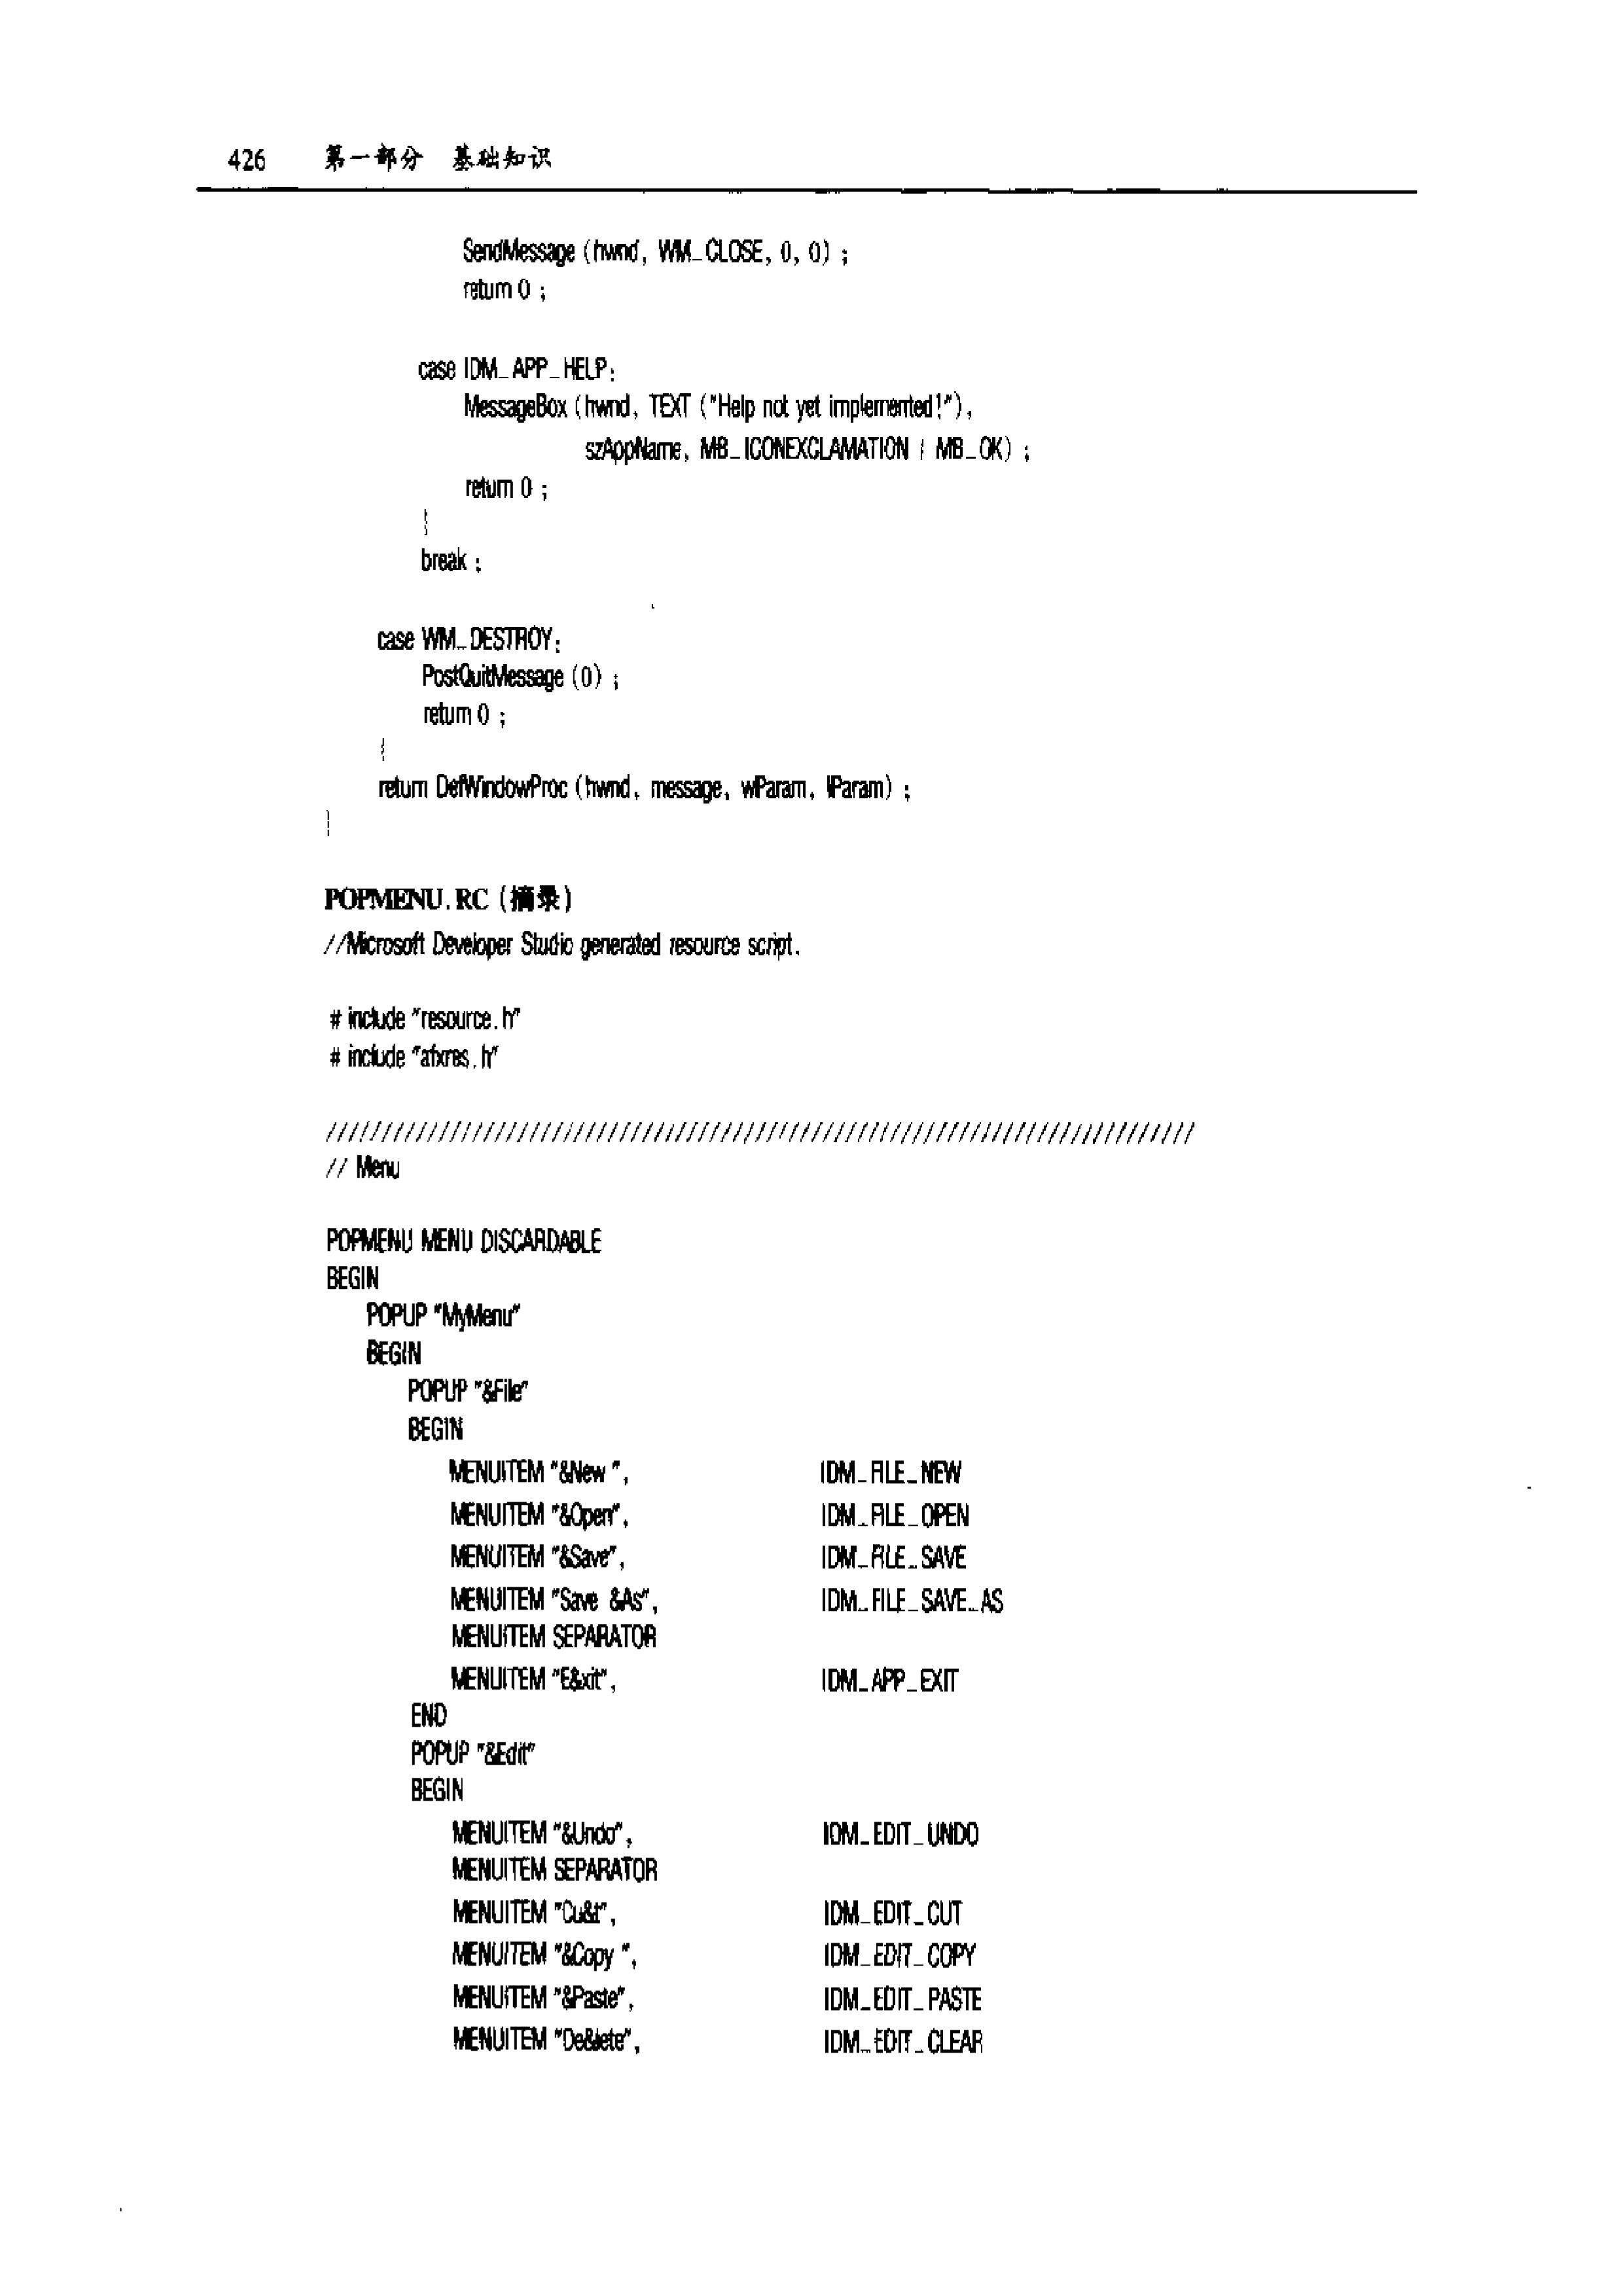 426 第一部分 基础知识
SendMessage (hwnd, WM_CLOSE, 0, 0) ;
return 0 ;
case IDM_APP_HELP:
MessageBox (hwnd, TEXT ("Help not yet implemented!"),
szAppName, MB_ICONEXCLAMATION | MB_OK) ;
return 0 ;
}
break ;
case WM_DESTROY:
PostQuitMessage (0) ;
return 0 ;
}
return DefWindowProc (hwnd, message, wParam, lParam) ;
}
POPMENU.RC (摘录)
//Microsoft Developer Studio generated resource script.
# include "resource.h"
# include "afxres.h"
/////////////////////////////////////////////////////////////////////////////
// Menu
POPMENU MENU DISCARDABLE
BEGIN
POPUP "MyMenu"
BEGIN
POPUP "&File"
BEGIN
MENUITEM "&New ", IDM_FILE_NEW
MENUITEM "&Open", IDM_FILE_OPEN
MENUITEM "&Save", IDM_FILE_SAVE
MENUITEM "Save &As", IDM_FILE_SAVE_AS
MENUITEM SEPARATOR
MENUITEM "E&xit", IDM_APP_EXIT
END
POPUP "&Edit"
BEGIN
MENUITEM "&Undo", IDM_EDIT_UNDO
MENUITEM SEPARATOR
MENUITEM "Cu&t", IDM_EDIT_CUT
MENUITEM "&Copy ", IDM_EDIT_COPY
MENUITEM "&Paste", IDM_EDIT_PASTE
MENUITEM "De&lete", IDM_EDIT_CLEAR